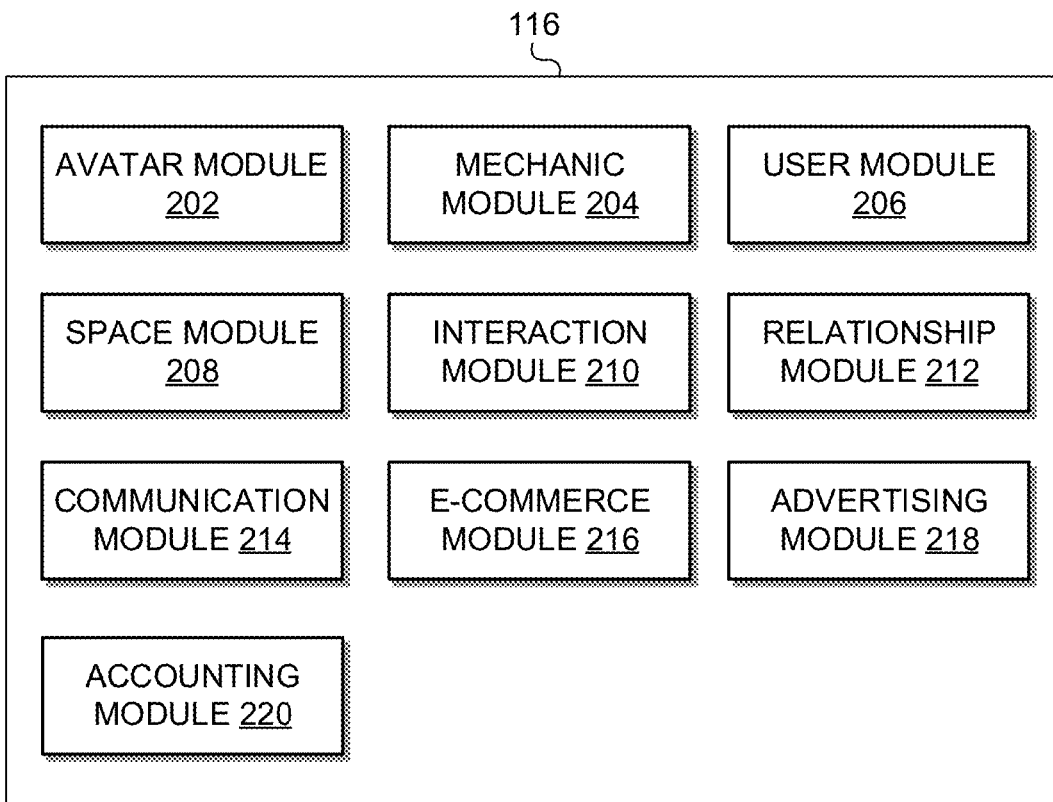 116
AVATAR MODULE
202
MECHANIC
MODULE 204
USER MODULE
206
SPACE MODULE
208
INTERACTION
MODULE 210
RELATIONSHIP
MODULE 212
COMMUNICATION
MODULE 214
E-COMMERCE
MODULE 216
ADVERTISING
MODULE 218
ACCOUNTING
MODULE 220